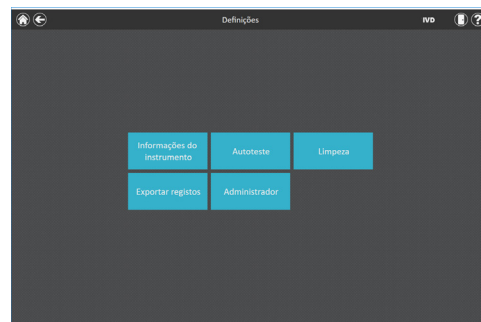 Definições
IVD
?
Informações do
instrumento
Autoteste
Limpeza
Exportar registos
Administrador